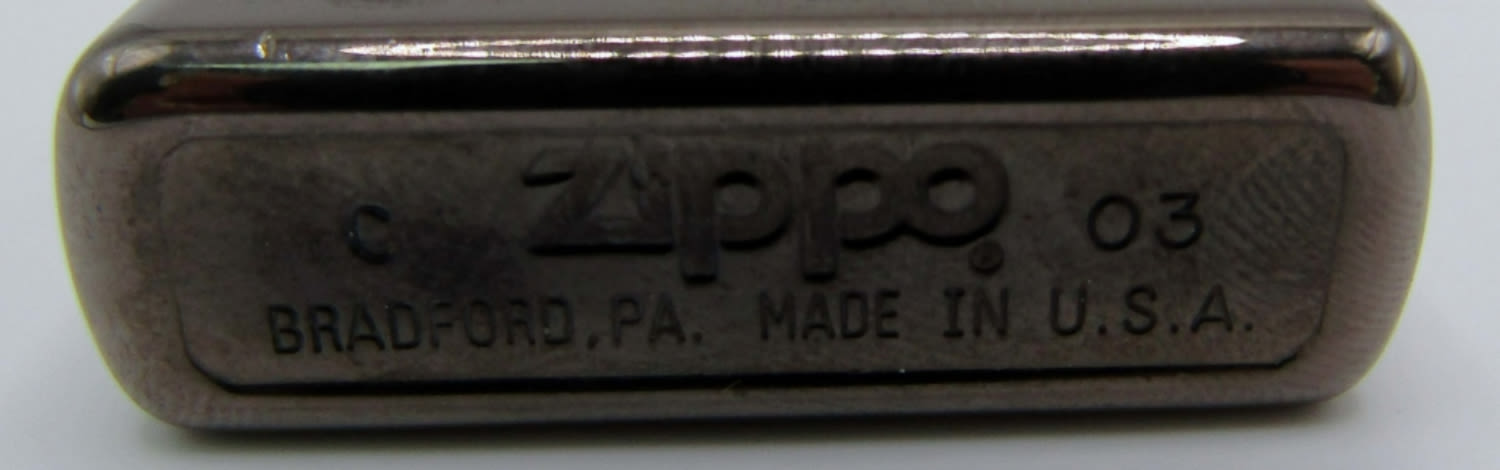 C Zippo® 03
BRADFORD, PA. MADE IN U.S.A.